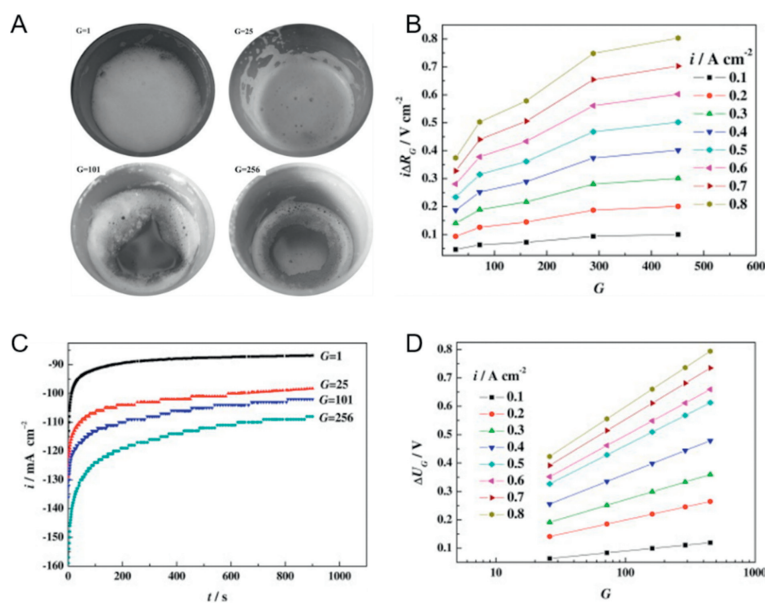 A
G=1
G=25
G=101
G=256
B
i / A cm⁻²
0.1
0.2
0.3
0.4
0.5
0.6
0.7
0.8
0.8
0.7
0.6
0.5
0.4
0.3
0.2
0.1
iΔR_G / V cm⁻²
0 100 200 300 400 500 600
G
C
G=1
G=25
G=101
G=256
-90
-100
-110
-120
-130
-140
-150
-160
i / mA cm⁻²
0 200 400 600 800 1000
t / s
D
i / A cm⁻²
0.1
0.2
0.3
0.4
0.5
0.6
0.7
0.8
0.8
0.7
0.6
0.5
0.4
0.3
0.2
0.1
ΔU_G / V
10 100 1000
G